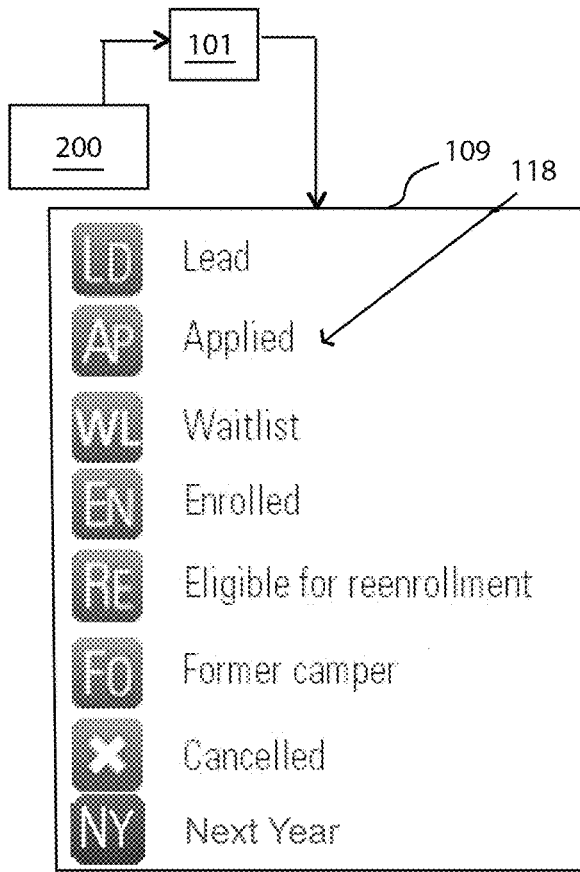 101
200
109
118
LD Lead
AP Applied
WL Waitlist
EN Enrolled
RE Eligible for reenrollment
FO Former camper
Cancelled
NY Next Year